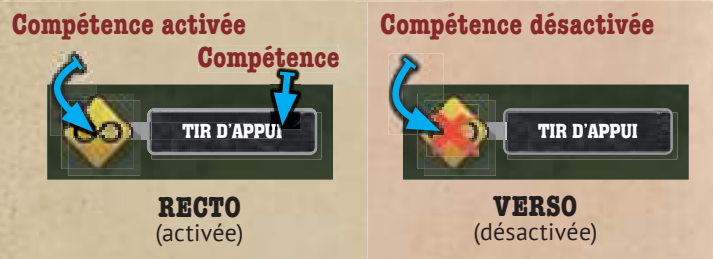 Compétence activée
Compétence
TIR D'APPUI
RECTO
(activée)
Compétence désactivée
TIR D'APPUI
VERSO
(désactivée)